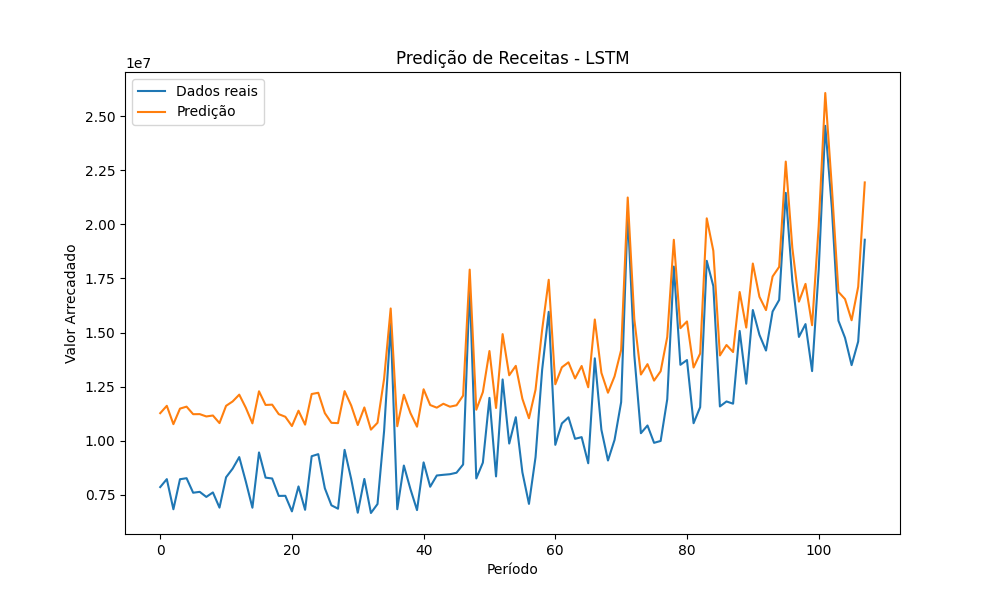 Predição de Receitas - LSTM
1e7
Dados reais
Predição
2.50
2.25
2.00
1.75
1.50
1.25
1.00
0.75
Valor Arrecadado
0
20
40
60
80
100
Período